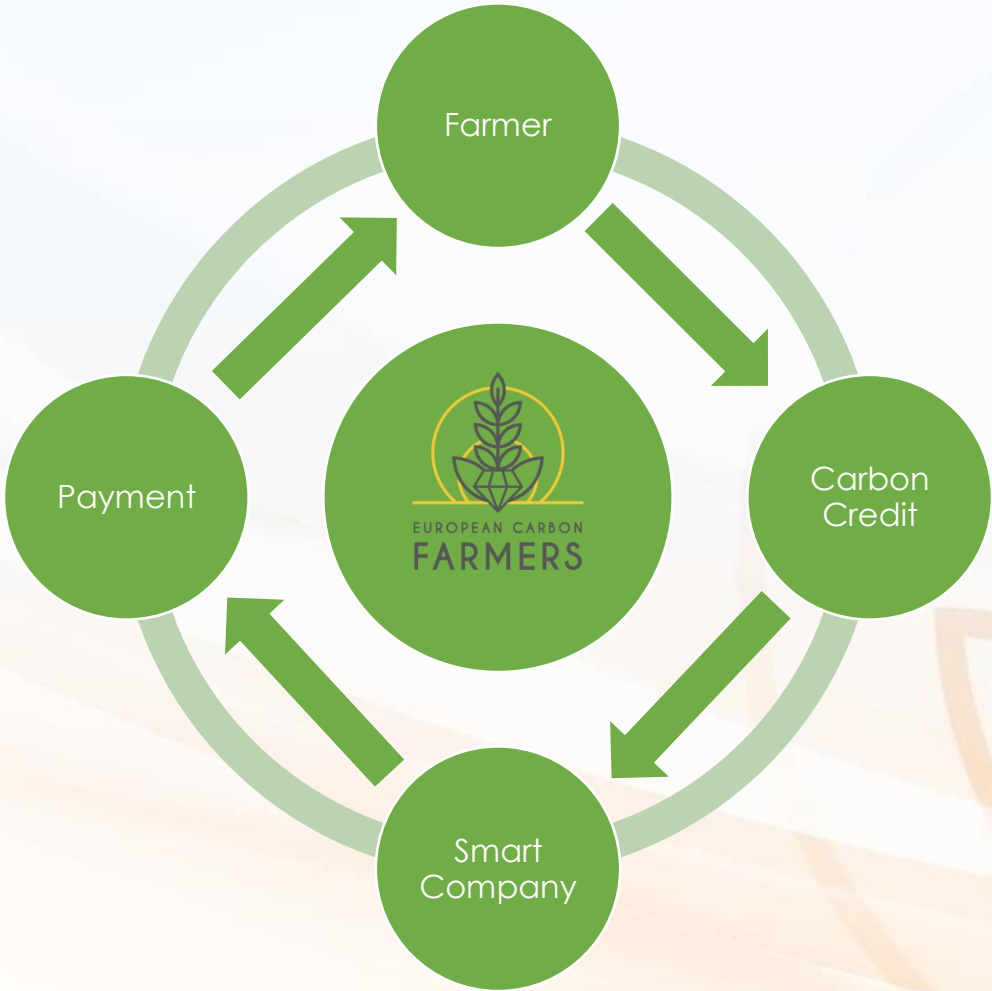 Farmer
Payment
EUROPEAN CARBON
FARMERS
Carbon
Credit
Smart
Company